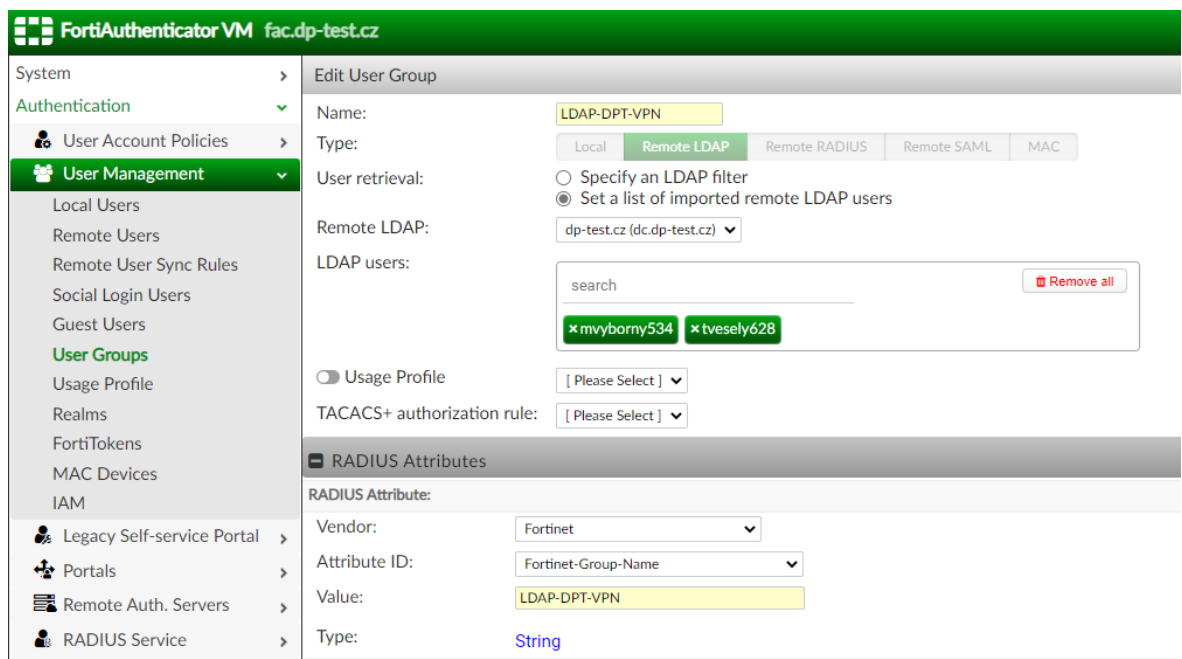 FortiAuthenticator VM fac.dp-test.cz
System
Authentication
User Account Policies
User Management
Local Users
Remote Users
Remote User Sync Rules
Social Login Users
Guest Users
User Groups
Usage Profile
Realms
FortiTokens
MAC Devices
IAM
Legacy Self-service Portal
Portals
Remote Auth. Servers
RADIUS Service
Edit User Group
Name: LDAP-DPT-VPN
Type: Local Remote LDAP Remote RADIUS Remote SAML MAC
User retrieval: Specify an LDAP filter
Set a list of imported remote LDAP users
Remote LDAP: dp-test.cz (dc.dp-test.cz)
LDAP users:
search Remove all
×mvyborny534 ×tvesely628
Usage Profile [ Please Select ]
TACACS+ authorization rule: [ Please Select ]
RADIUS Attributes
RADIUS Attribute:
Vendor: Fortinet
Attribute ID: Fortinet-Group-Name
Value: LDAP-DPT-VPN
Type: String